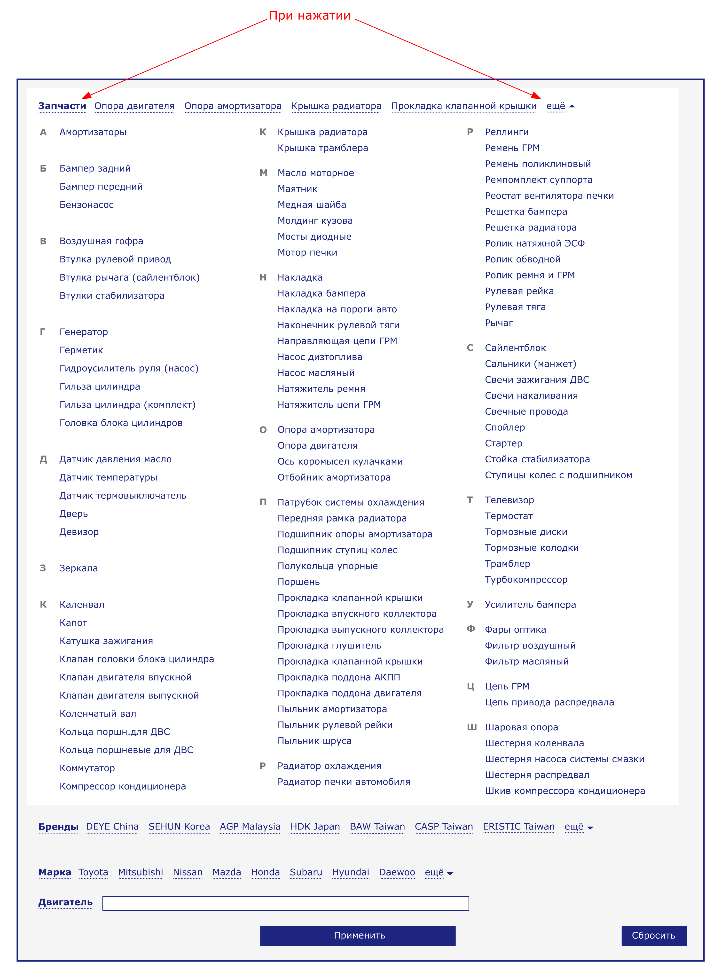 При нажатии
Запчасти Опора двигателя Опора амортизатора Крышка радиатора Прокладка клапанной крышки ещё
А Амортизаторы
Б Бампер задний
Бампер передний
Бензонасос
В Воздушная гофра
Втулка рулевой привод
Втулка рычага (сайлентблок)
Втулки стабилизатора
Г Генератор
Герметик
Гидроусилитель руля (насос)
Гильза цилиндра
Гильза цилиндра (комплект)
Головка блока цилиндров
Д Датчик давления масло
Датчик температуры
Датчик термовыключатель
Дверь
Девизор
З Зеркала
К Каленвал
Капот
Катушка зажигания
Клапан головки блока цилиндра
Клапан двигателя впускной
Клапан двигателя выпускной
Коленчатый вал
Кольца поршн.для ДВС
Кольца поршневые для ДВС
Коммутатор
Компрессор кондиционера
К Крышка радиатора
Крышка трамблера
М Масло моторное
Маятник
Медная шайба
Молдинг кузова
Мосты диодные
Мотор печки
Н Накладка
Накладка бампера
Накладка на пороги авто
Наконечник рулевой тяги
Направляющая цепи ГРМ
Насос дизтоплива
Насос масляный
Натяжитель ремня
Натяжитель цепи ГРМ
О Опора амортизатора
Опора двигателя
Ось коромысел кулачками
Отбойник амортизатора
П Патрубок системы охлаждения
Передняя рамка радиатора
Подшипник опоры амортизатора
Подшипник ступиц колес
Полукольца упорные
Поршень
Прокладка клапанной крышки
Прокладка впускного коллектора
Прокладка выпускного коллектора
Прокладка глушитель
Прокладка клапанной крышки
Прокладка поддона АКПП
Прокладка поддона двигателя
Пыльник амортизатора
Пыльник рулевой рейки
Пыльник шруса
Р Радиатор охлаждения
Радиатор печки автомобиля
Р Реллинги
Ремень ГРМ
Ремень поликлиновый
Ремпомплект суппорта
Реостат вентилятора печки
Решетка бампера
Решетка радиатора
Ролик натяжной ЭСФ
Ролик обводной
Ролик ремня и ГРМ
Рулевая рейка
Рулевая тяга
Рычаг
С Сайлентблок
Сальники (манжет)
Свечи зажигания ДВС
Свечи накаливания
Свечные провода
Спойлер
Стартер
Стойка стабилизатора
Ступицы колес с подшипником
Т Телевизор
Термостат
Тормозные диски
Тормозные колодки
Трамблер
Турбокомпрессор
У Усилитель бампера
Ф Фары оптика
Фильтр воздушный
Фильтр масляный
Ц Цепь ГРМ
Цепь привода распредвала
Ш Шаровая опора
Шестерня коленвала
Шестерня насоса системы смазки
Шестерня распредвал
Шкив компрессора кондиционера
Бренды DEYE China SEHUN Korea AGP Malaysia HDK Japan BAW Taiwan CASP Taiwan ERISTIC Taiwan ещё
Марка Toyota Mitsubishi Nissan Mazda Honda Subaru Hyundai Daewoo ещё
Двигатель
Применить Сбросить